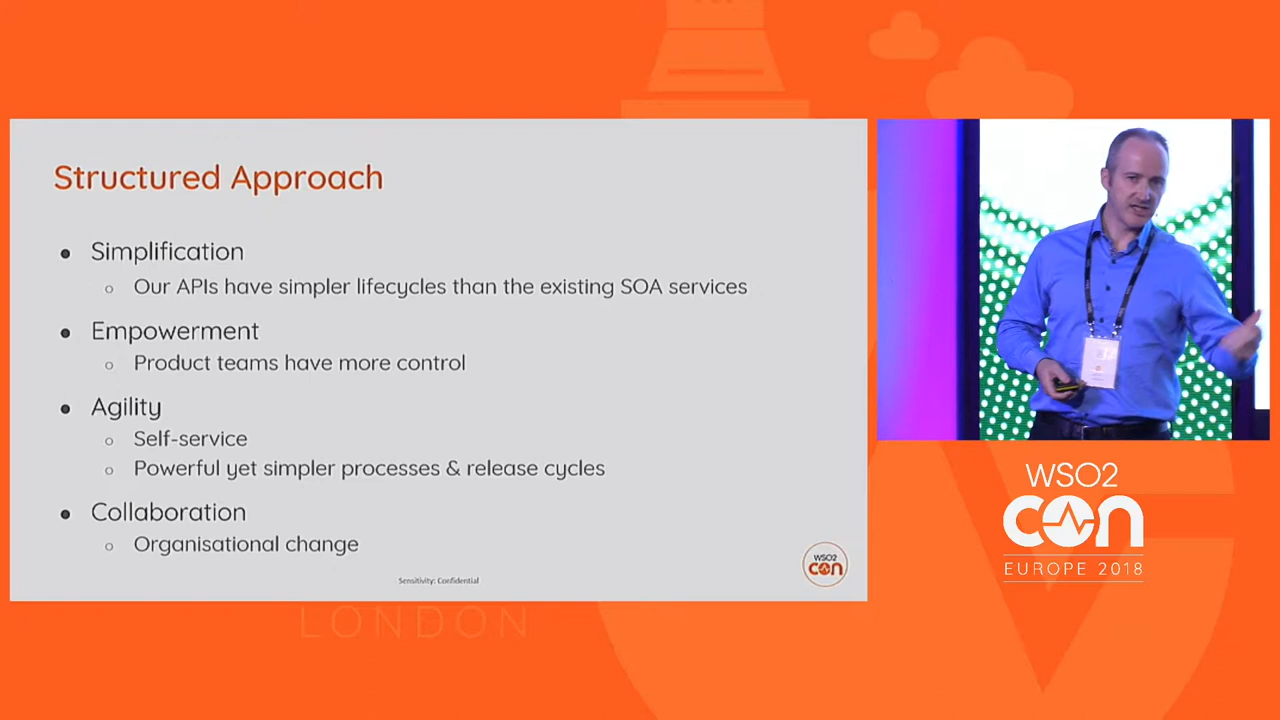 Structured Approach
Simplification
Our APIs have simpler lifecycles than the existing SOA services
Empowerment
Product teams have more control
Agility
Self-service
Powerful yet simpler processes & release cycles
Collaboration
Organisational change
Sensitivity: Confidential
WSO2
con
WSO2
con
EUROPE 2018
LONDON